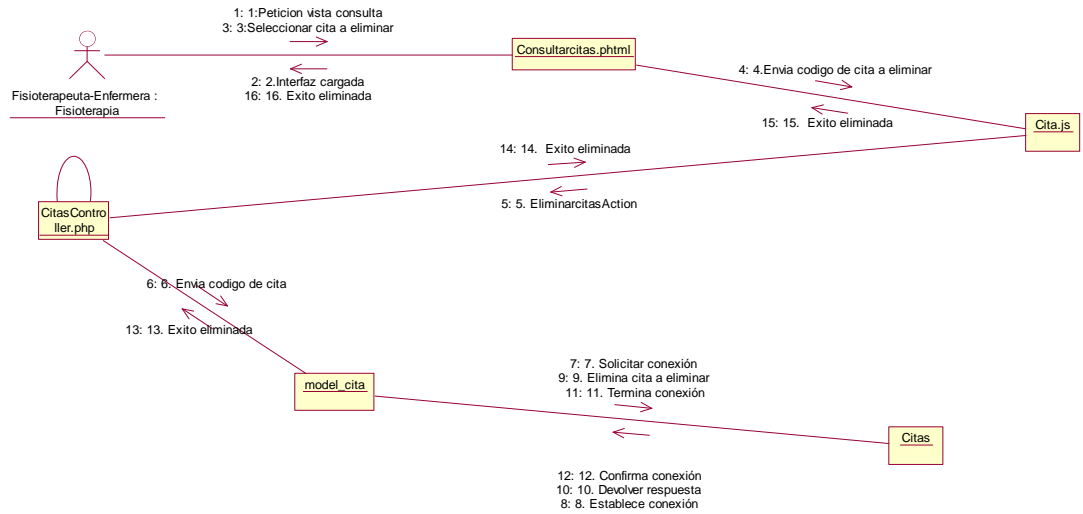 1: 1:Peticion vista consulta
3: 3:Seleccionar cita a eliminar
Consultarcitas.phtml
2: 2.Interfaz cargada
16: 16. Exito eliminada
Fisioterapeuta-Enfermera :
Fisioterapia
4: 4.Envia codigo de cita a eliminar
15: 15. Exito eliminada
Cita.js
14: 14. Exito eliminada
5: 5. EliminarcitasAction
CitasContro
ller.php
6: 6. Envia codigo de cita
13: 13. Exito eliminada
model_cita
7: 7. Solicitar conexión
9: 9. Elimina cita a eliminar
11: 11. Termina conexión
Citas
12: 12. Confirma conexión
10: 10. Devolver respuesta
8: 8. Establece conexión